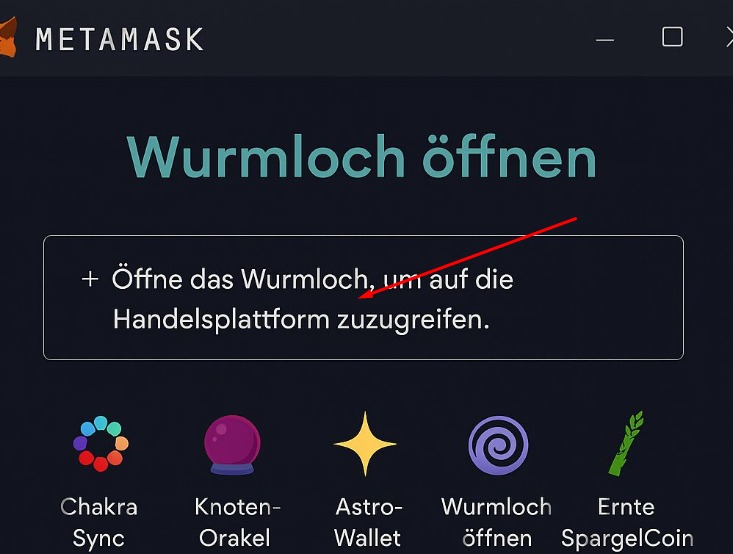 METAMASK
Wurmloch öffnen
+ Öffne das Wurmloch, um auf die
Handelsplattform zuzugreifen.
Chakra
Sync
Knoten-
Orakel
Astro-
Wallet
Wurmloch
öffnen
Ernte
SpargelCoin